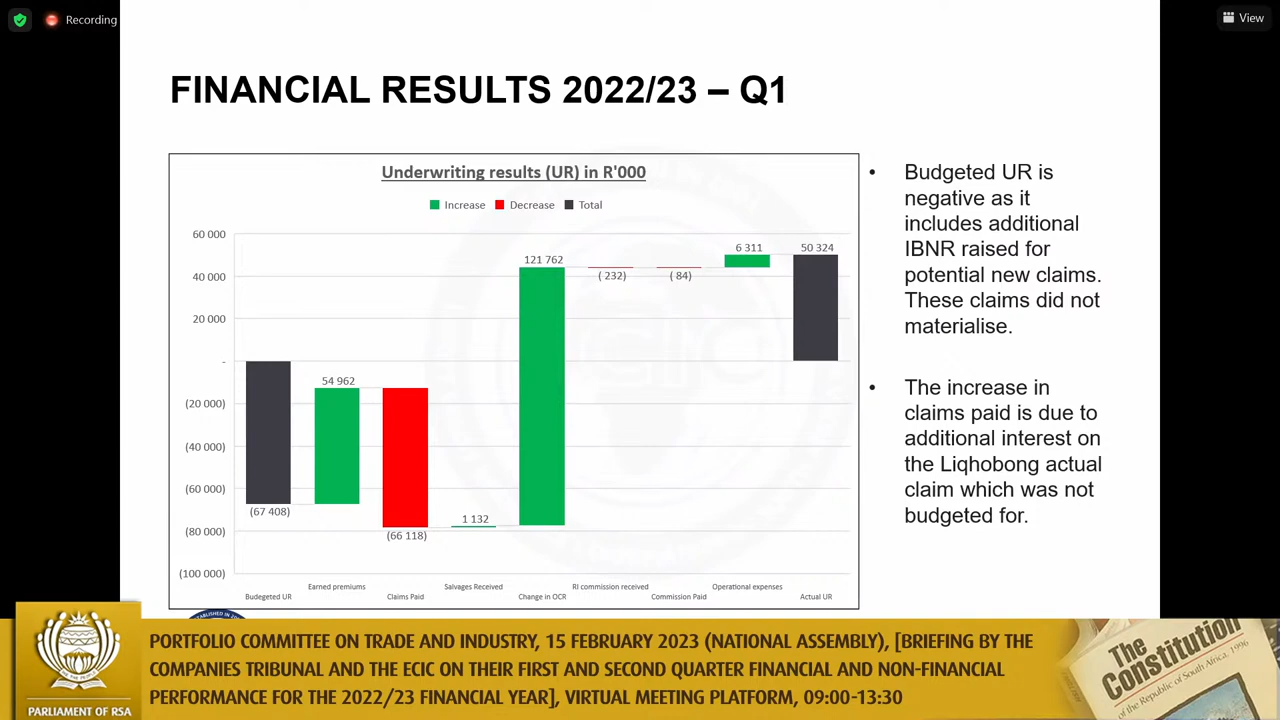 Recording
View
FINANCIAL RESULTS 2022/23 – Q1
Underwriting results (UR) in R'000
Increase Decrease Total
60 000
40 000
20 000
-
(20 000)
(40 000)
(60 000)
(80 000)
(100 000)
(67 408)
54 962
(66 118)
1 132
121 762
( 232)
( 84)
6 311
50 324
Budegeted UR
Earned premiums
Claims Paid
Salvages Received
Change in OCR
RI commission received
Commission Paid
Operational expenses
Actual UR
• Budgeted UR is
negative as it
includes additional
IBNR raised for
potential new claims.
These claims did not
materialise.
• The increase in
claims paid is due to
additional interest on
the Liqhobong actual
claim which was not
budgeted for.
PORTFOLIO COMMITTEE ON TRADE AND INDUSTRY, 15 FEBRUARY 2023 (NATIONAL ASSEMBLY), [BRIEFING BY THE
COMPANIES TRIBUNAL AND THE ECIC ON THEIR FIRST AND SECOND QUARTER FINANCIAL AND NON-FINANCIAL
PERFORMANCE FOR THE 2022/23 FINANCIAL YEAR], VIRTUAL MEETING PLATFORM, 09:00-13:30
PARLIAMENT OF RSA
The
Constitution
of the Republic of South Africa, 1996